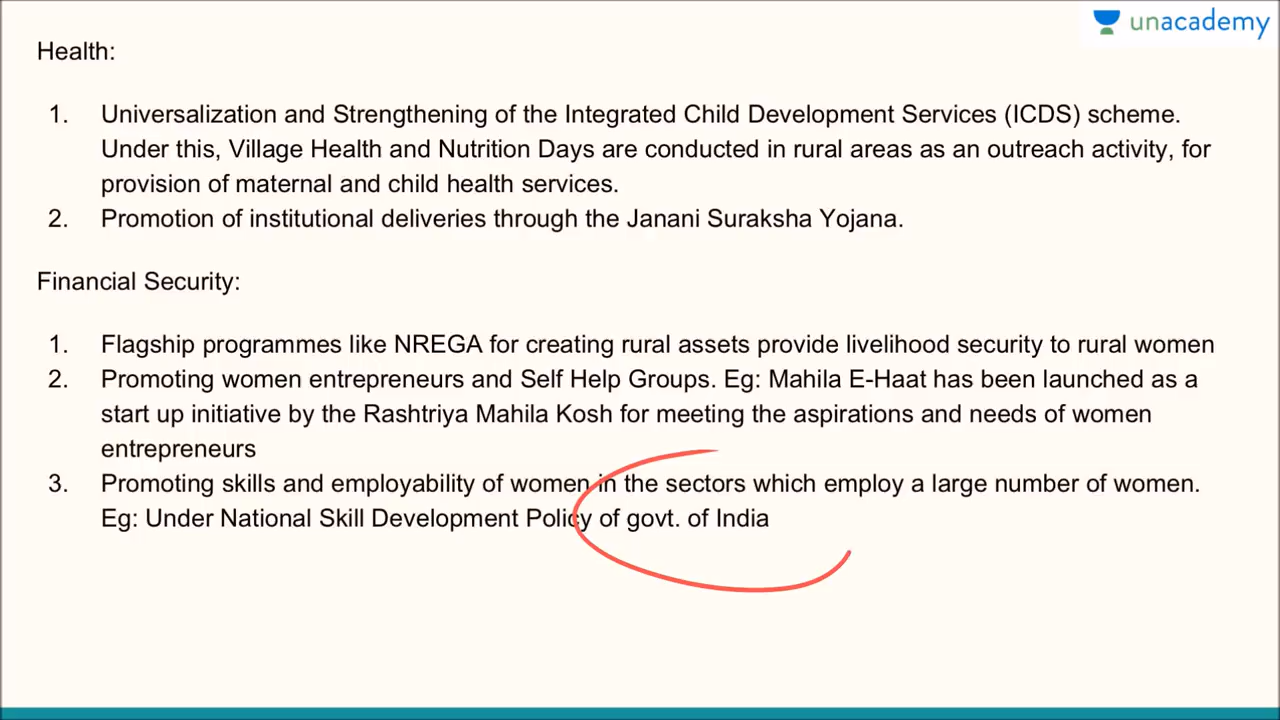 unacademy
Health:
1. Universalization and Strengthening of the Integrated Child Development Services (ICDS) scheme.
Under this, Village Health and Nutrition Days are conducted in rural areas as an outreach activity, for
provision of maternal and child health services.
2. Promotion of institutional deliveries through the Janani Suraksha Yojana.
Financial Security:
1. Flagship programmes like NREGA for creating rural assets provide livelihood security to rural women
2. Promoting women entrepreneurs and Self Help Groups. Eg: Mahila E-Haat has been launched as a
start up initiative by the Rashtriya Mahila Kosh for meeting the aspirations and needs of women
entrepreneurs
3. Promoting skills and employability of women in the sectors which employ a large number of women.
Eg: Under National Skill Development Policy of govt. of India